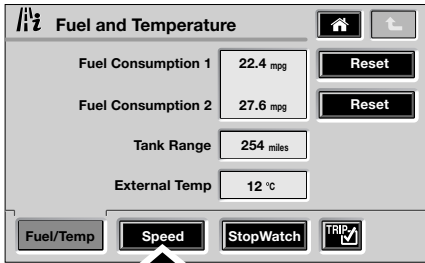 i Fuel and Temperature
Fuel Consumption 1 22.4 mpg Reset
Fuel Consumption 2 27.6 mpg Reset
Tank Range 254 miles
External Temp 12 °C
Fuel/Temp Speed StopWatch TRIP